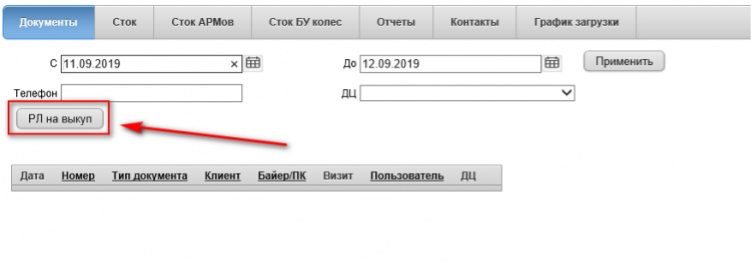 Документы Сток Сток АРМов Сток БУ колес Отчеты Контакты График загрузки
С 11.09.2019 × До 12.09.2019 Применить
Телефон ДЦ
РЛ на выкуп
Дата Номер Тип документа Клиент Байер/ПК Визит Пользователь ДЦ